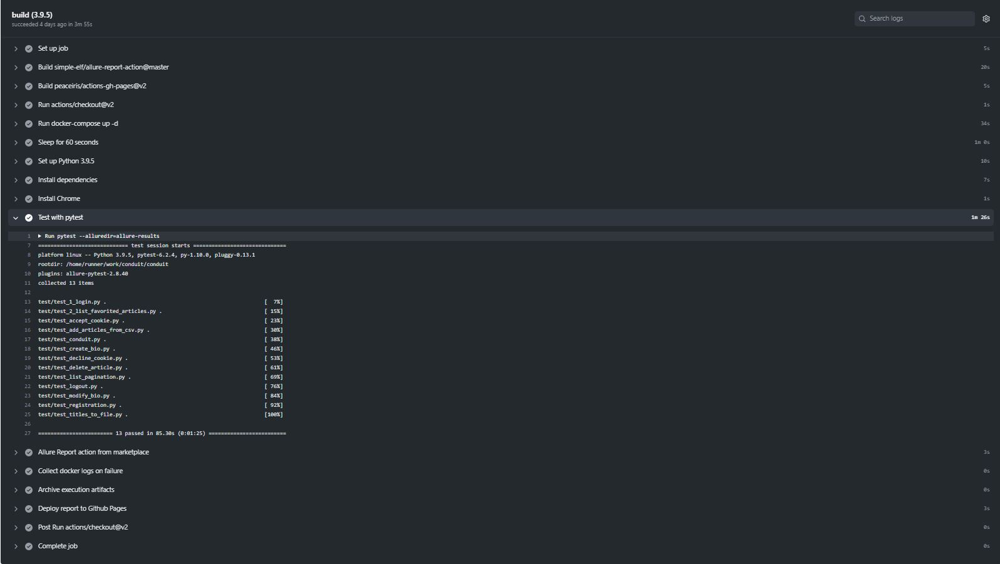 build (3.9.5)
succeeded 4 days ago in 3m 55s
Search logs
Set up job 5s
Build simple-elf/allure-report-action@master 20s
Build peaceiris/actions-gh-pages@v2 5s
Run actions/checkout@v2 1s
Run docker-compose up -d 34s
Sleep for 60 seconds 1m 0s
Set up Python 3.9.5 10s
Install dependencies 7s
Install Chrome 1s
Test with pytest 1m 26s
1 ▶ Run pytest --alluredir=allure-results
7 ============================= test session starts ==============================
8 platform linux -- Python 3.9.5, pytest-6.2.4, py-1.10.0, pluggy-0.13.1
9 rootdir: /home/runner/work/conduit/conduit
10 plugins: allure-pytest-2.8.40
11 collected 13 items
12
13 test/test_1_login.py . [  7%]
14 test/test_2_list_favorited_articles.py . [ 15%]
15 test/test_accept_cookie.py . [ 23%]
16 test/test_add_articles_from_csv.py . [ 30%]
17 test/test_conduit.py . [ 38%]
18 test/test_create_bio.py . [ 46%]
19 test/test_decline_cookie.py . [ 53%]
20 test/test_delete_article.py . [ 61%]
21 test/test_list_pagination.py . [ 69%]
22 test/test_logout.py . [ 76%]
23 test/test_modify_bio.py . [ 84%]
24 test/test_registration.py . [ 92%]
25 test/test_titles_to_file.py . [100%]
26
27 ======================== 13 passed in 85.30s (0:01:25) =========================
Allure Report action from marketplace 3s
Collect docker logs on failure 0s
Archive execution artifacts 0s
Deploy report to Github Pages 3s
Post Run actions/checkout@v2 0s
Complete job 0s